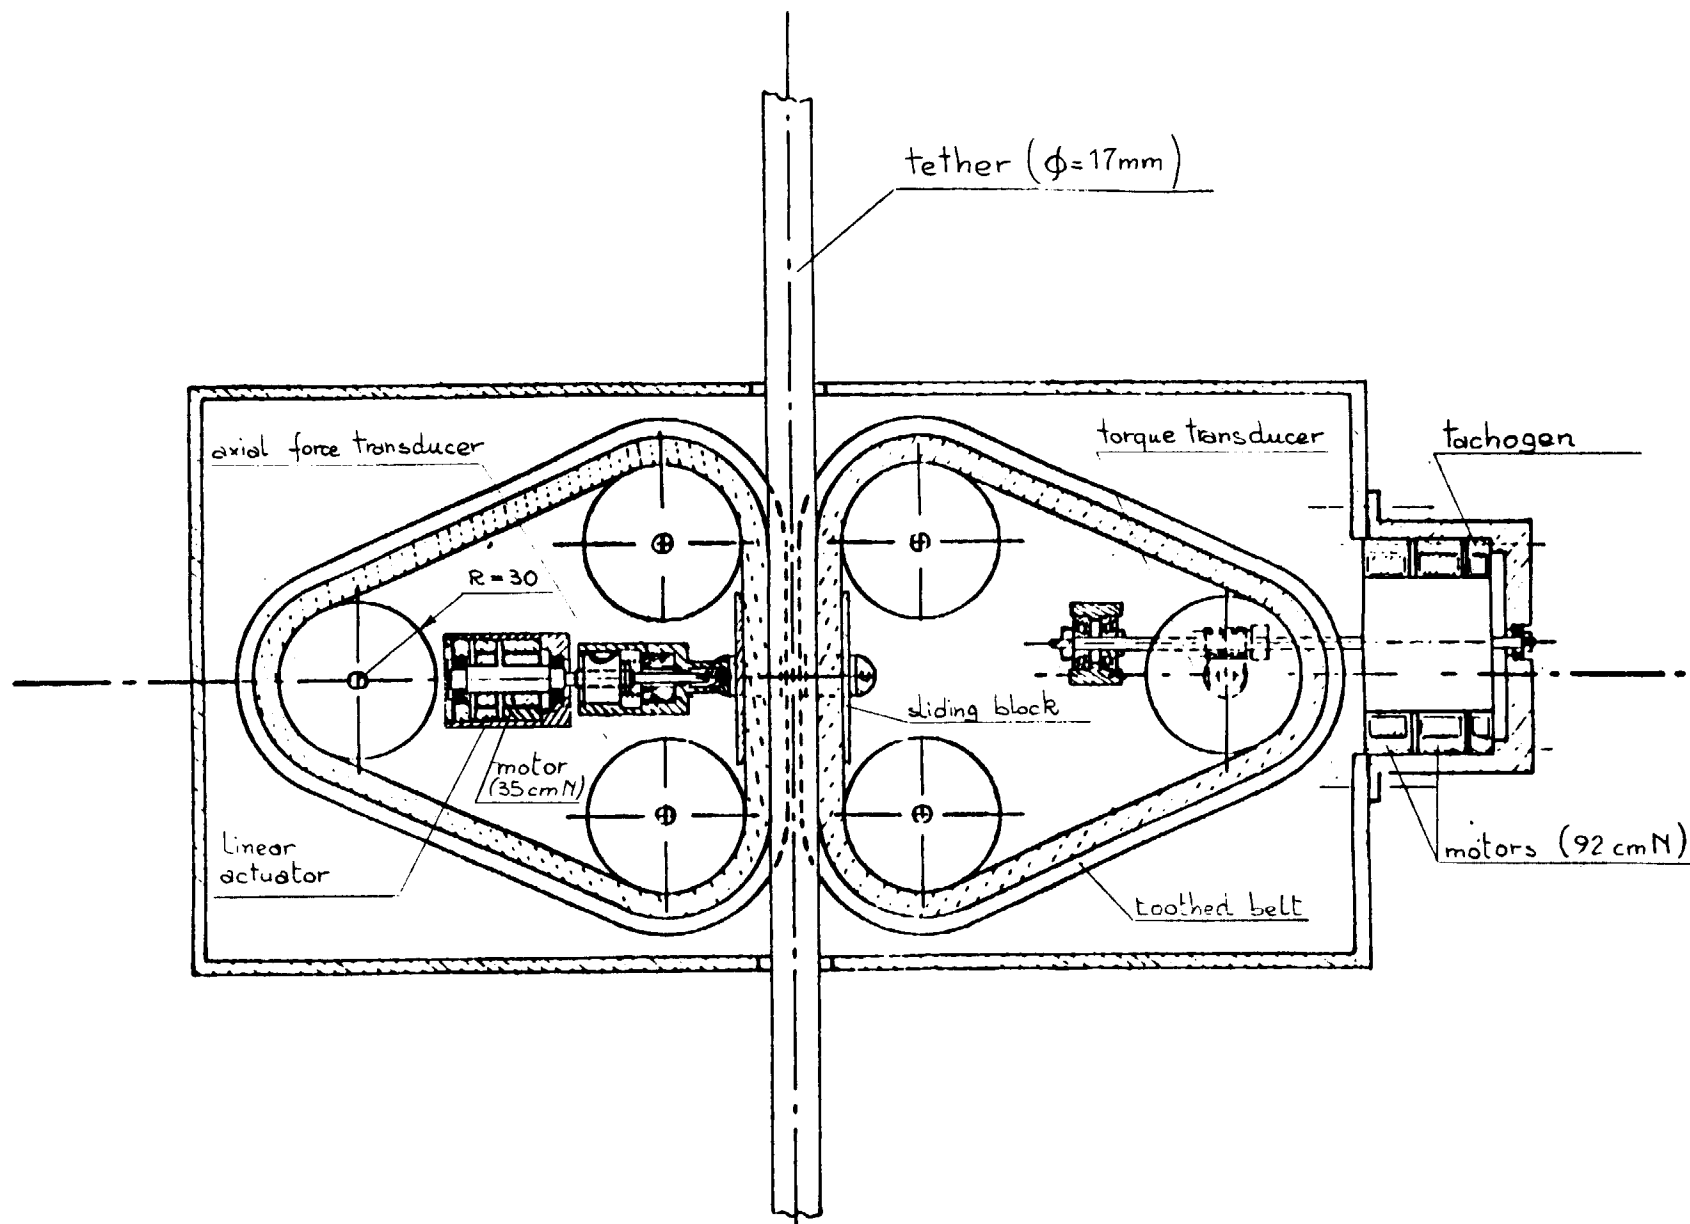 tether (ϕ=17mm)
axial force transducer
torque transducer
tachogen
R=30
sliding block
motor
(35cmN)
linear
actuator
motors (92cmN)
toothed belt